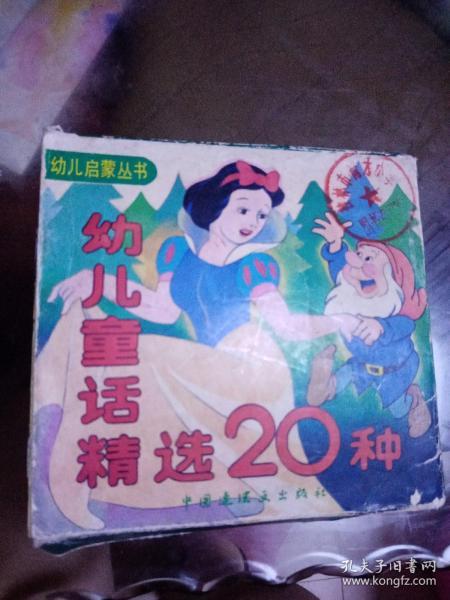 幼儿启蒙丛书
幼儿童话
精选20种
中国连环画出版社
孔夫子旧书网
www.kongfz.com